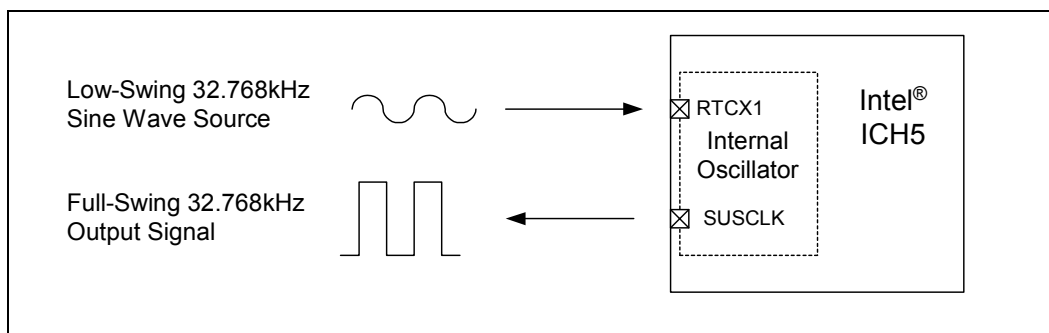 Low-Swing 32.768kHz
Sine Wave Source
Full-Swing 32.768kHz
Output Signal
RTCX1
Internal
Oscillator
SUSCLK
Intel®
ICH5